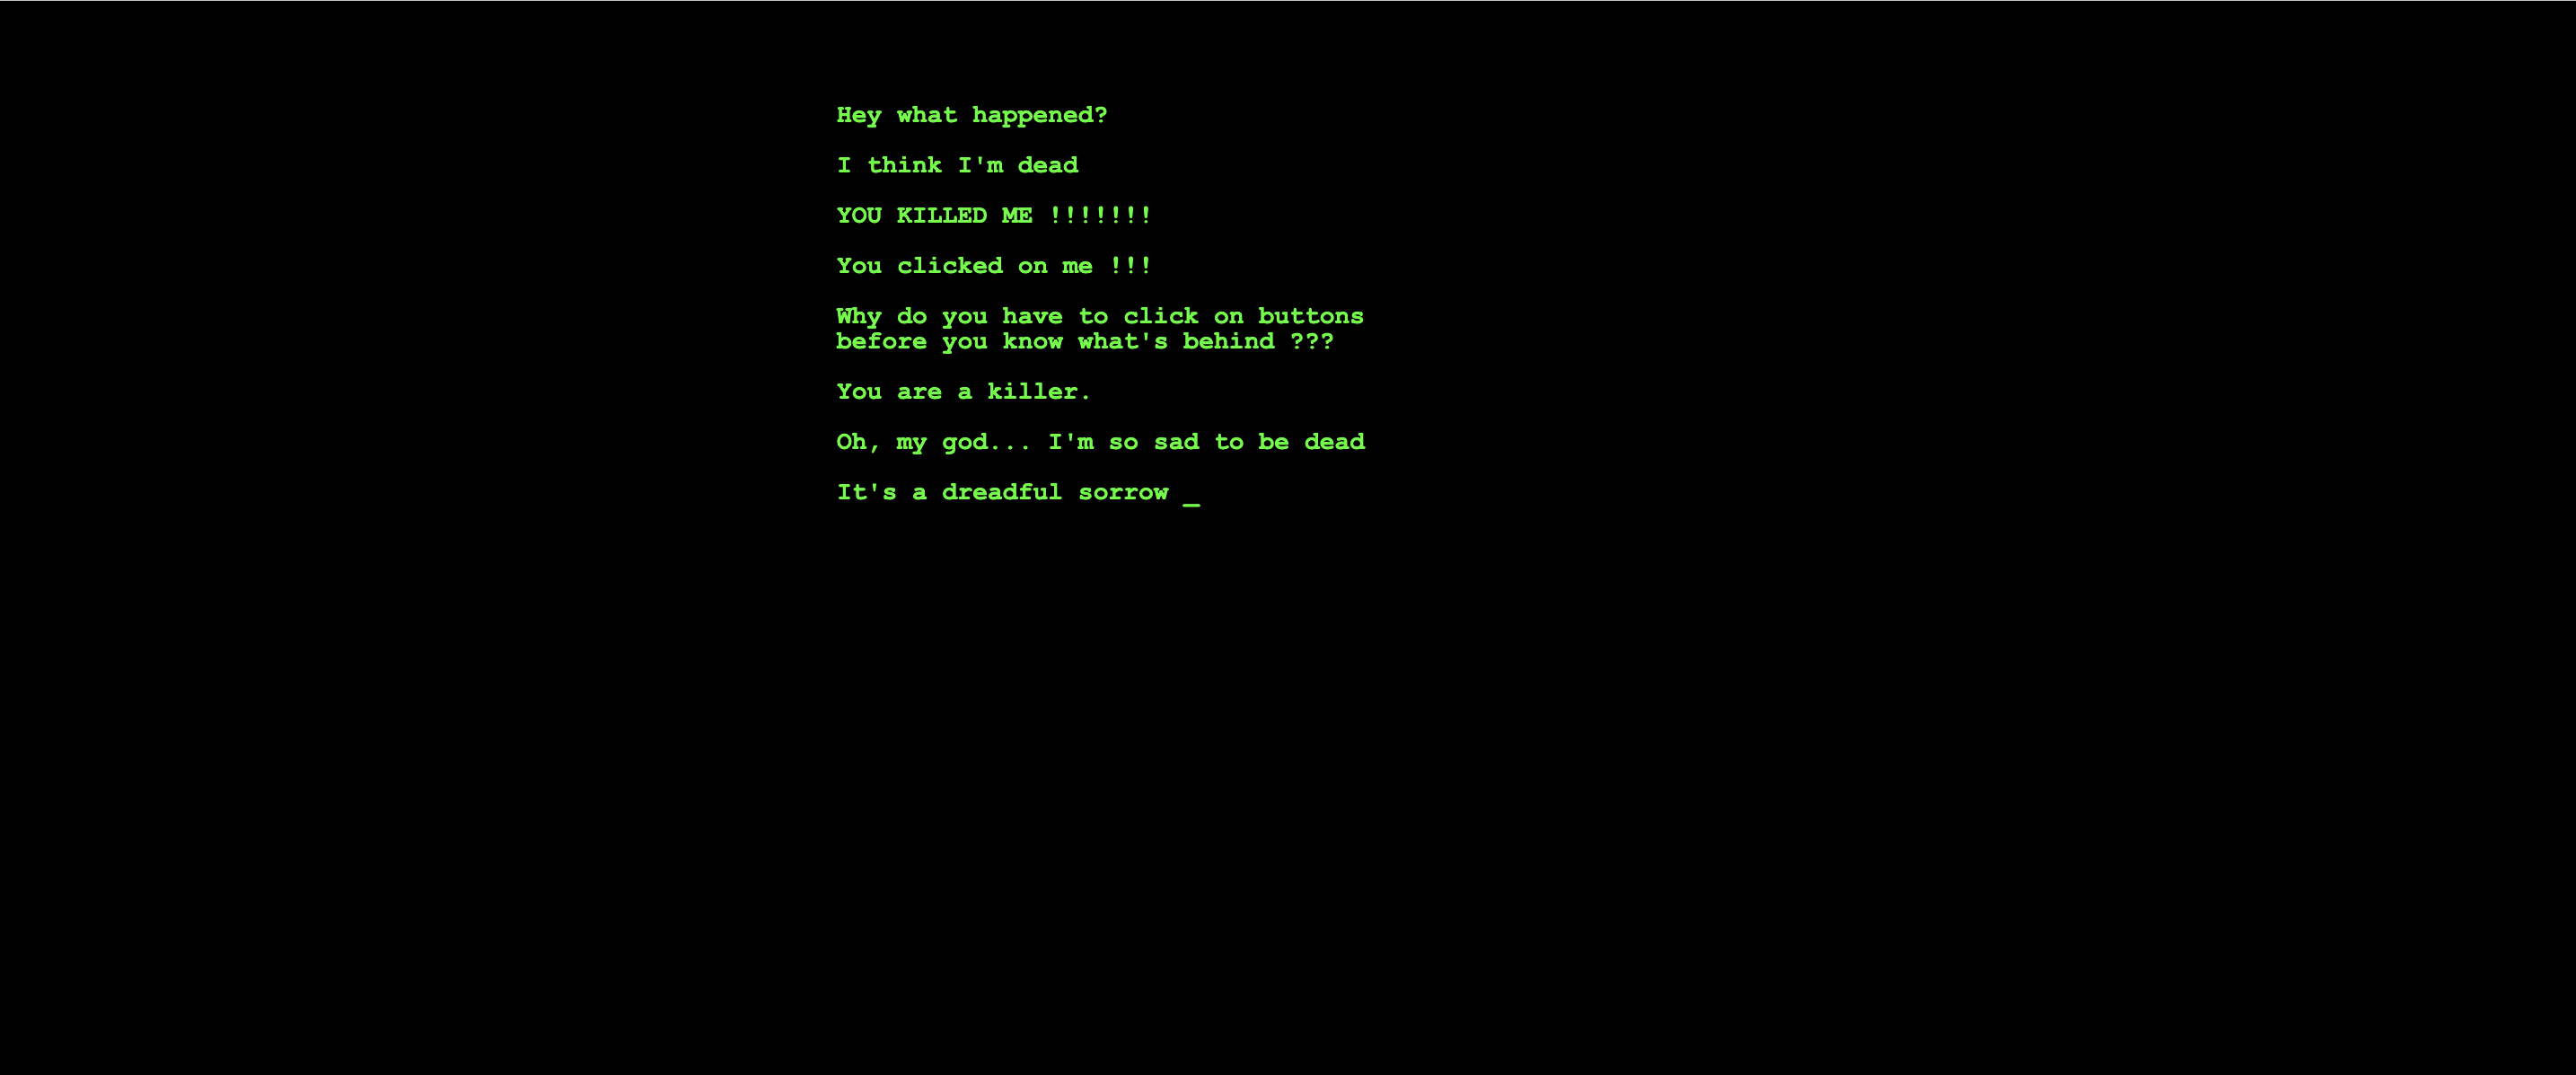 Hey what happened?
I think I'm dead
YOU KILLED ME !!!!!!!
You clicked on me !!!
Why do you have to click on buttons
before you know what's behind ???
You are a killer.
Oh, my god... I'm so sad to be dead
It's a dreadful sorrow _